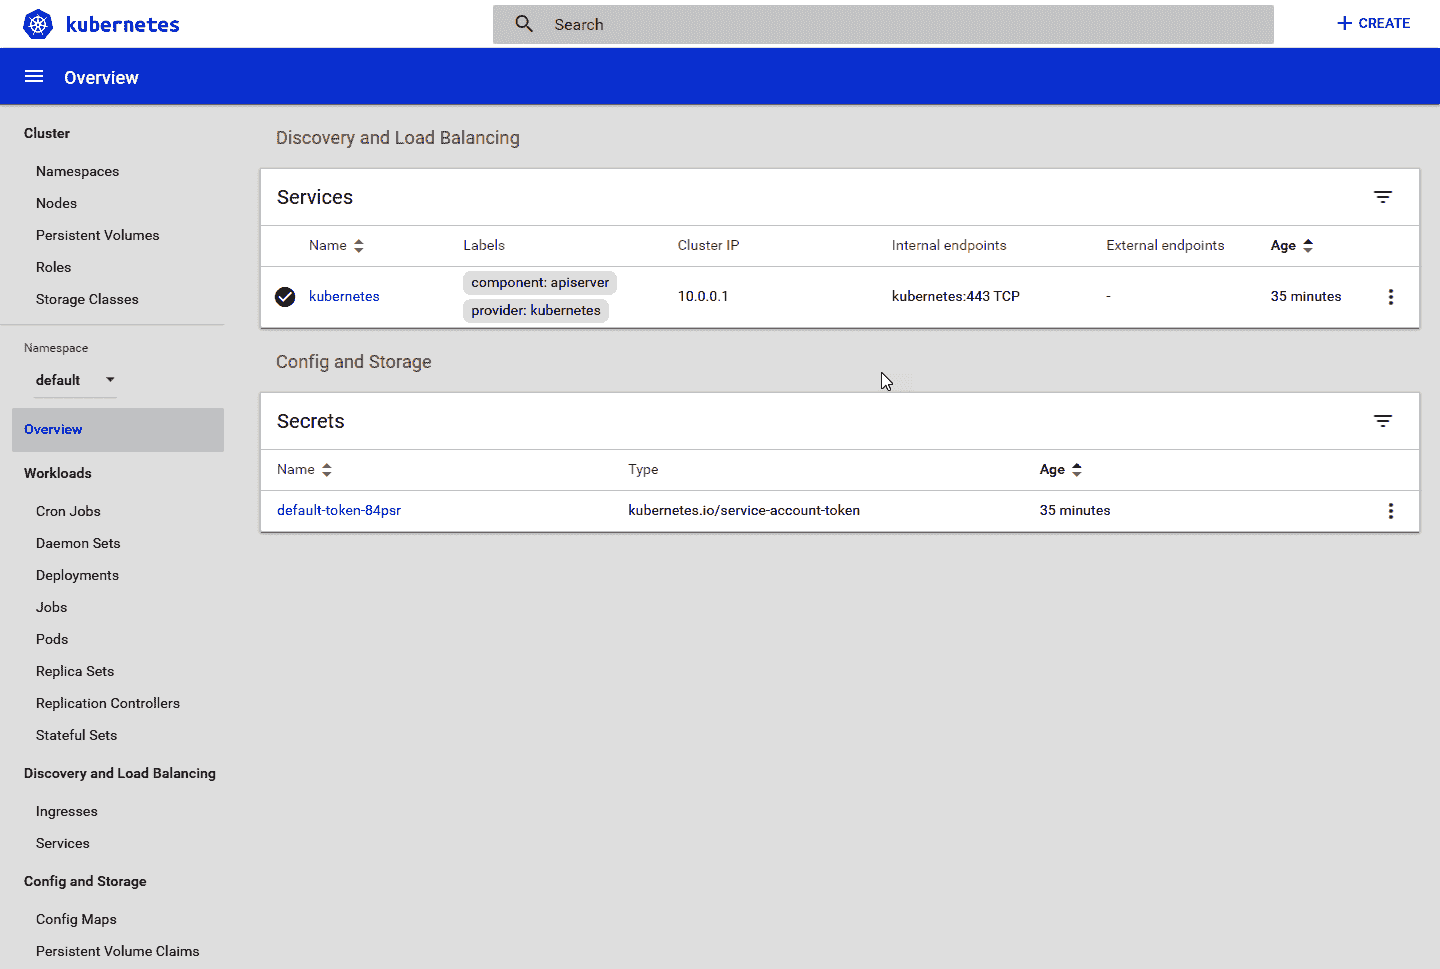 kubernetes
Search
CREATE
Overview
Cluster
Namespaces
Nodes
Persistent Volumes
Roles
Storage Classes
Namespace
default
Overview
Workloads
Cron Jobs
Daemon Sets
Deployments
Jobs
Pods
Replica Sets
Replication Controllers
Stateful Sets
Discovery and Load Balancing
Ingresses
Services
Config and Storage
Config Maps
Persistent Volume Claims
Discovery and Load Balancing
Services
Name Labels Cluster IP Internal endpoints External endpoints Age
kubernetes component: apiserver 10.0.0.1 kubernetes:443 TCP - 35 minutes
provider: kubernetes
Config and Storage
Secrets
Name Type Age
default-token-84psr kubernetes.io/service-account-token 35 minutes